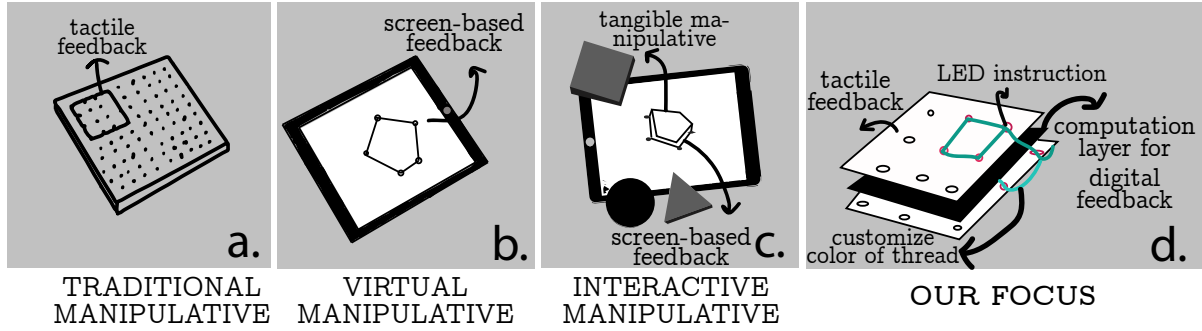 tactile
feedback
a.
TRADITIONAL
MANIPULATIVE
screen-based
feedback
b.
VIRTUAL
MANIPULATIVE
tangible ma-
nipulative
screen-based
feedback
c.
INTERACTIVE
MANIPULATIVE
tactile
feedback
LED instruction
computation
layer for
digital
feedback
customize
color of thread
d.
OUR FOCUS